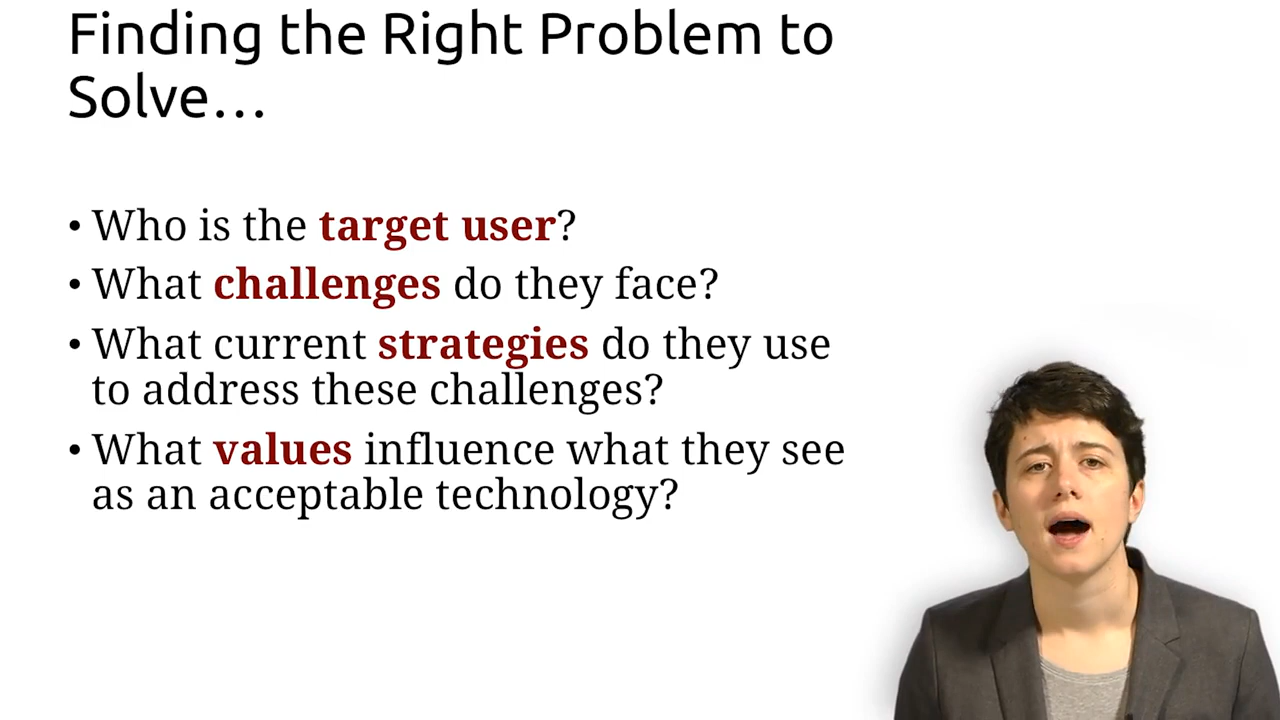 Finding the Right Problem to
Solve…
• Who is the target user?
• What challenges do they face?
• What current strategies do they use
to address these challenges?
• What values influence what they see
as an acceptable technology?